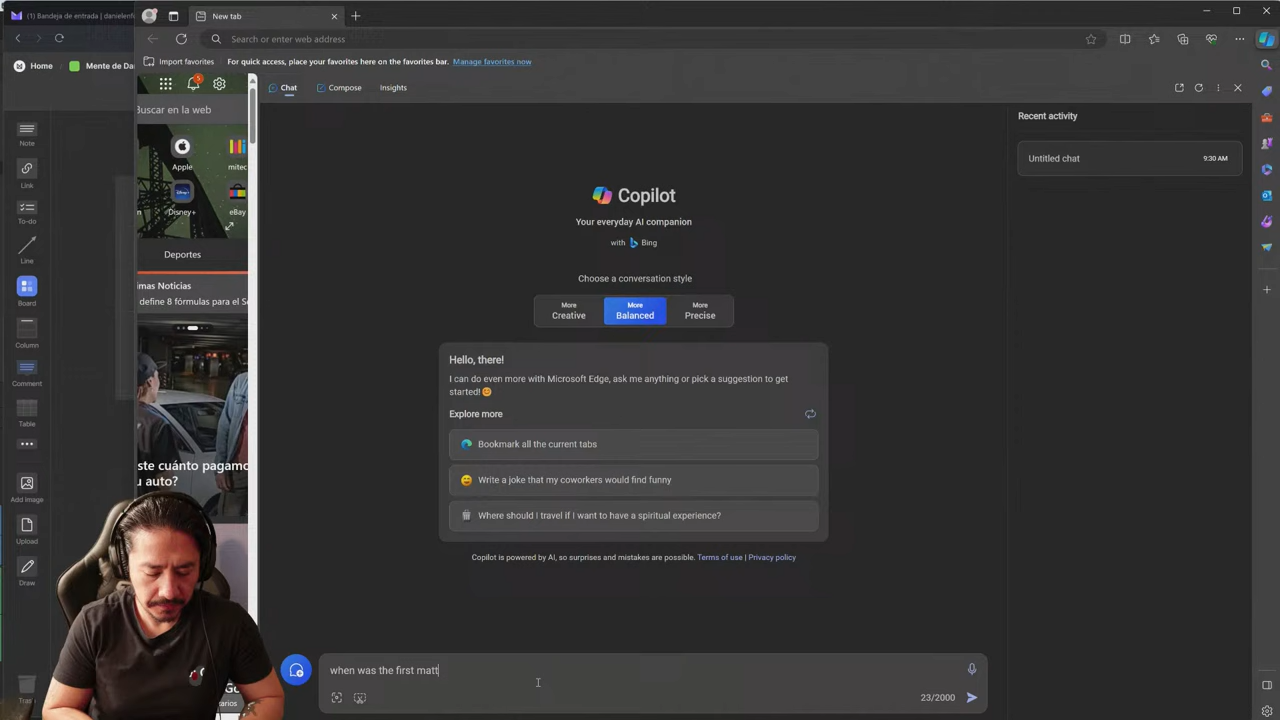 (1) Bandeja de entrada | danielenf
New tab
Search or enter web address
Import favorites
For quick access, place your favorites here on the favorites bar. Manage favorites now
Home
Mente de Da
5
Chat
Compose
Insights
Buscar en la web
Recent activity
Untitled chat
9:30 AM
Note
Link
To-do
Line
Board
Column
Comment
Table
Add image
Upload
Draw
Apple
mitec
Disney+
eBay
Deportes
imas Noticias
define 8 fórmulas para el Se
ste cuánto pagamo
u auto?
Copilot
Your everyday AI companion
with Bing
Choose a conversation style
More Creative
More Balanced
More Precise
Hello, there!
I can do even more with Microsoft Edge, ask me anything or pick a suggestion to get
started!😊
Explore more
Bookmark all the current tabs
Write a joke that my coworkers would find funny
Where should I travel if I want to have a spiritual experience?
Copilot is powered by AI, so surprises and mistakes are possible. Terms of use | Privacy policy
when was the first matt
23/2000